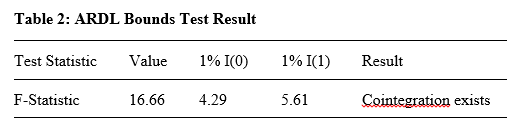 Table 2: ARDL Bounds Test Result
Test Statistic Value 1% I(0) 1% I(1) Result
F-Statistic 16.66 4.29 5.61 Cointegration exists